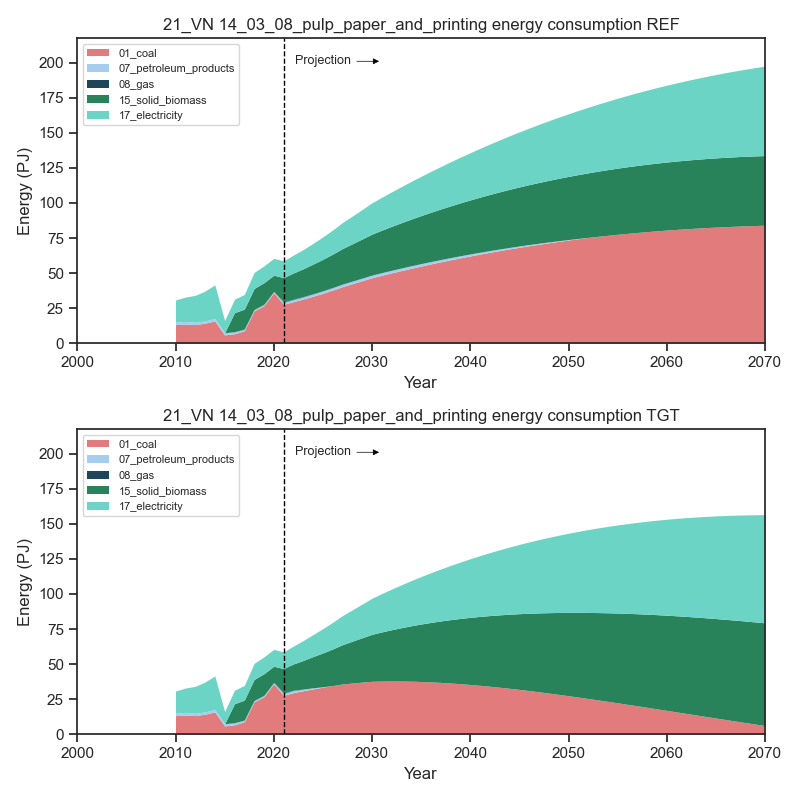 21_VN 14_03_08_pulp_paper_and_printing energy consumption REF
01_coal
07_petroleum_products
08_gas
15_solid_biomass
17_electricity
Projection
Energy (PJ)
200
175
150
125
100
75
50
25
0
2000 2010 2020 2030 2040 2050 2060 2070
Year
21_VN 14_03_08_pulp_paper_and_printing energy consumption TGT
01_coal
07_petroleum_products
08_gas
15_solid_biomass
17_electricity
Projection
Energy (PJ)
200
175
150
125
100
75
50
25
0
2000 2010 2020 2030 2040 2050 2060 2070
Year